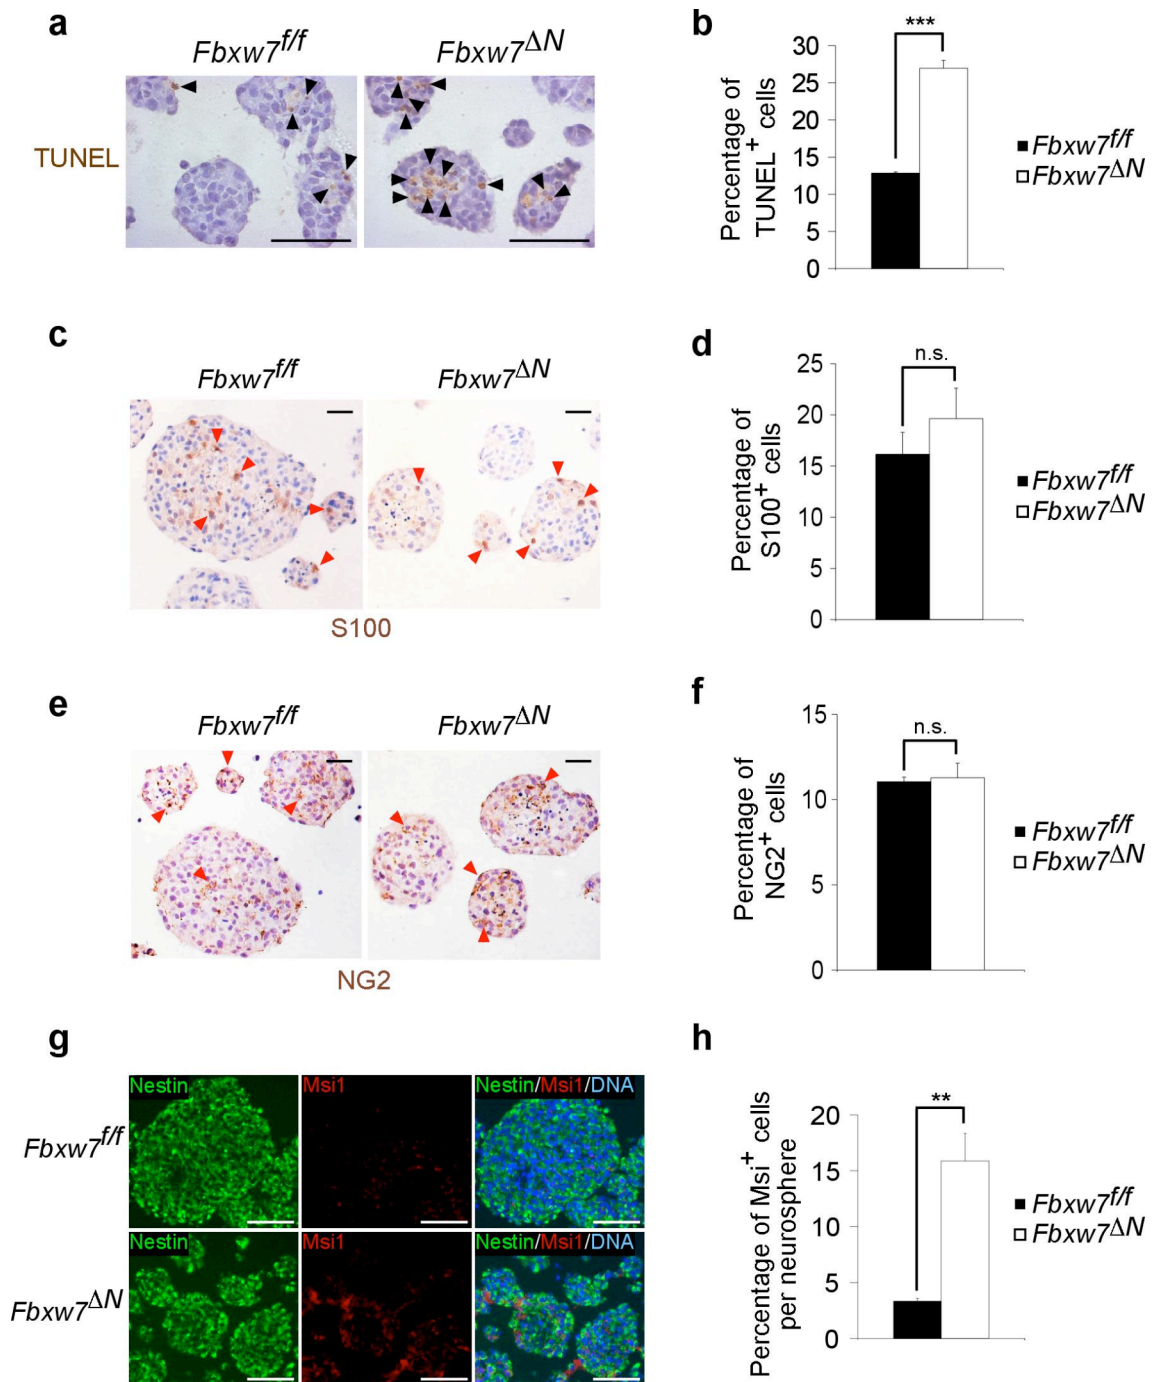 a
Fbxw7f/f
Fbxw7ΔN
TUNEL
b
Percentage of
TUNEL+ cells
30
25
20
15
10
5
0
***
Fbxw7f/f
Fbxw7ΔN
c
Fbxw7f/f
Fbxw7ΔN
S100
d
Percentage of
S100+ cells
25
20
15
10
5
0
n.s.
Fbxw7f/f
Fbxw7ΔN
e
Fbxw7f/f
Fbxw7ΔN
NG2
f
Percentage of
NG2+ cells
15
10
5
0
n.s.
Fbxw7f/f
Fbxw7ΔN
g
Nestin
Msi1
Nestin/Msi1/DNA
Fbxw7f/f
Nestin
Msi1
Nestin/Msi1/DNA
Fbxw7ΔN
h
Percentage of Msi+ cells
per neurosphere
20
15
10
5
0
**
Fbxw7f/f
Fbxw7ΔN